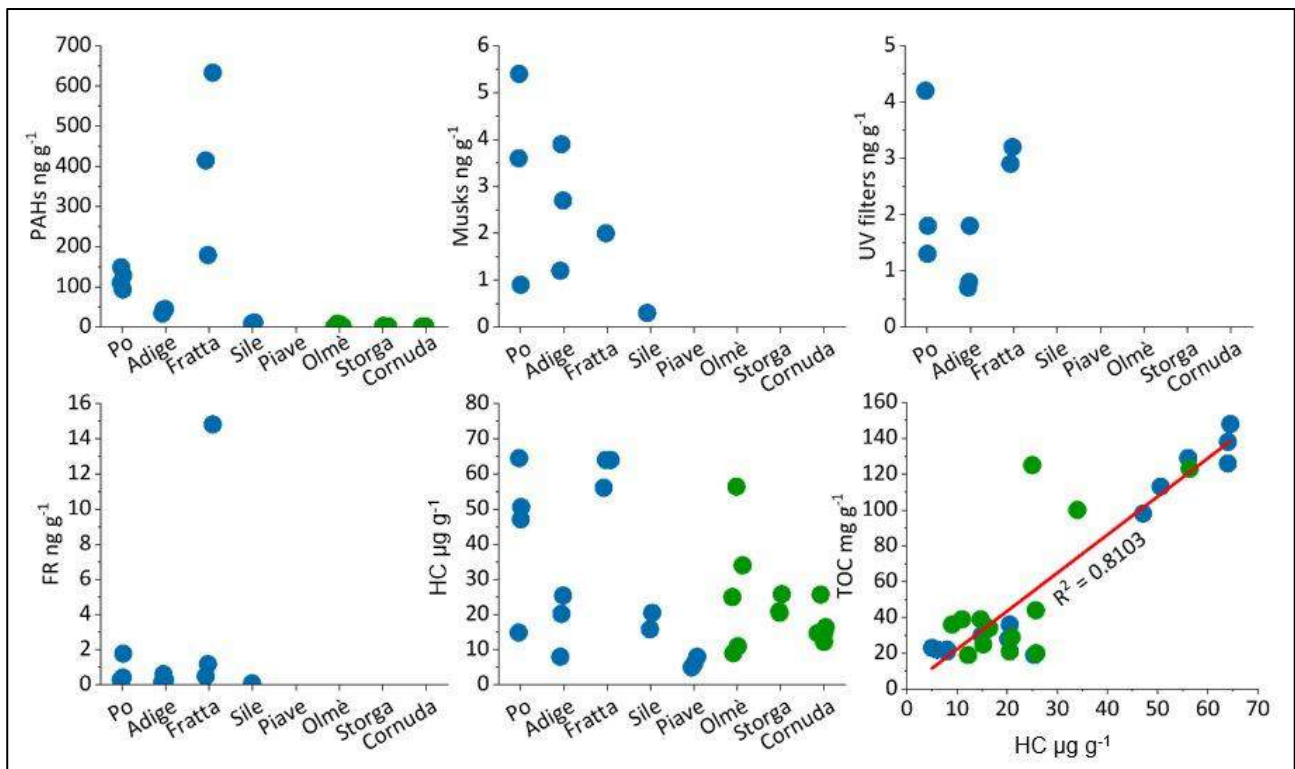 PAHs ng g⁻¹
700
600
500
400
300
200
100
0
Po
Adige
Fratta
Sile
Piave
Olmè
Storga
Cornuda
Musks ng g⁻¹
6
5
4
3
2
1
0
Po
Adige
Fratta
Sile
Piave
Olmè
Storga
Cornuda
UV filters ng g⁻¹
5
4
3
2
1
0
Po
Adige
Fratta
Sile
Piave
Olmè
Storga
Cornuda
FR ng g⁻¹
16
14
12
10
8
6
4
2
0
Po
Adige
Fratta
Sile
Piave
Olmè
Storga
Cornuda
HC µg g⁻¹
80
70
60
50
40
30
20
10
0
Po
Adige
Fratta
Sile
Piave
Olmè
Storga
Cornuda
TOC mg g⁻¹
160
140
120
100
80
60
40
20
0
R² = 0.8103
0 10 20 30 40 50 60 70
HC µg g⁻¹